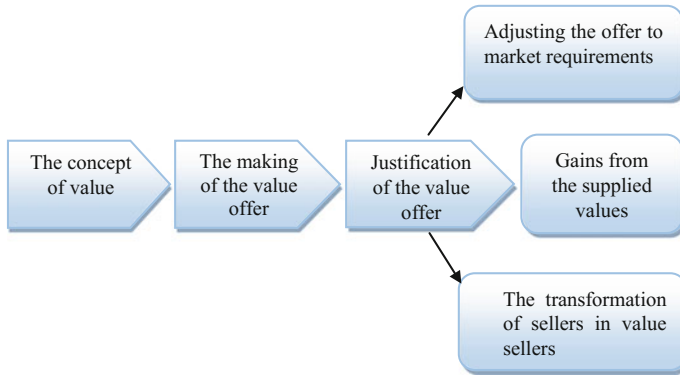 Adjusting the offer to
market requirements
The concept
of value
The making
of the value
offer
Justification
of the value
offer
Gains from
the supplied
values
The transformation
of sellers in value
sellers